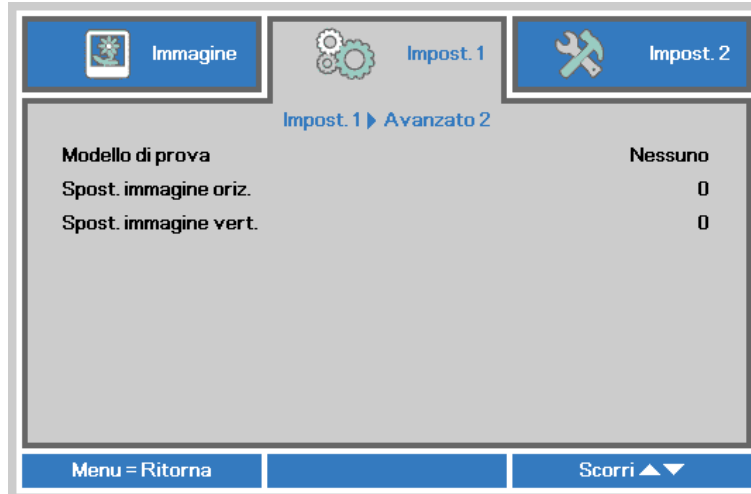 Immagine
Impost. 1
Impost. 2
Impost. 1 Avanzato 2
Modello di prova Nessuno
Spost. immagine oriz. 0
Spost. immagine vert. 0
Menu = Ritorna
Scorri